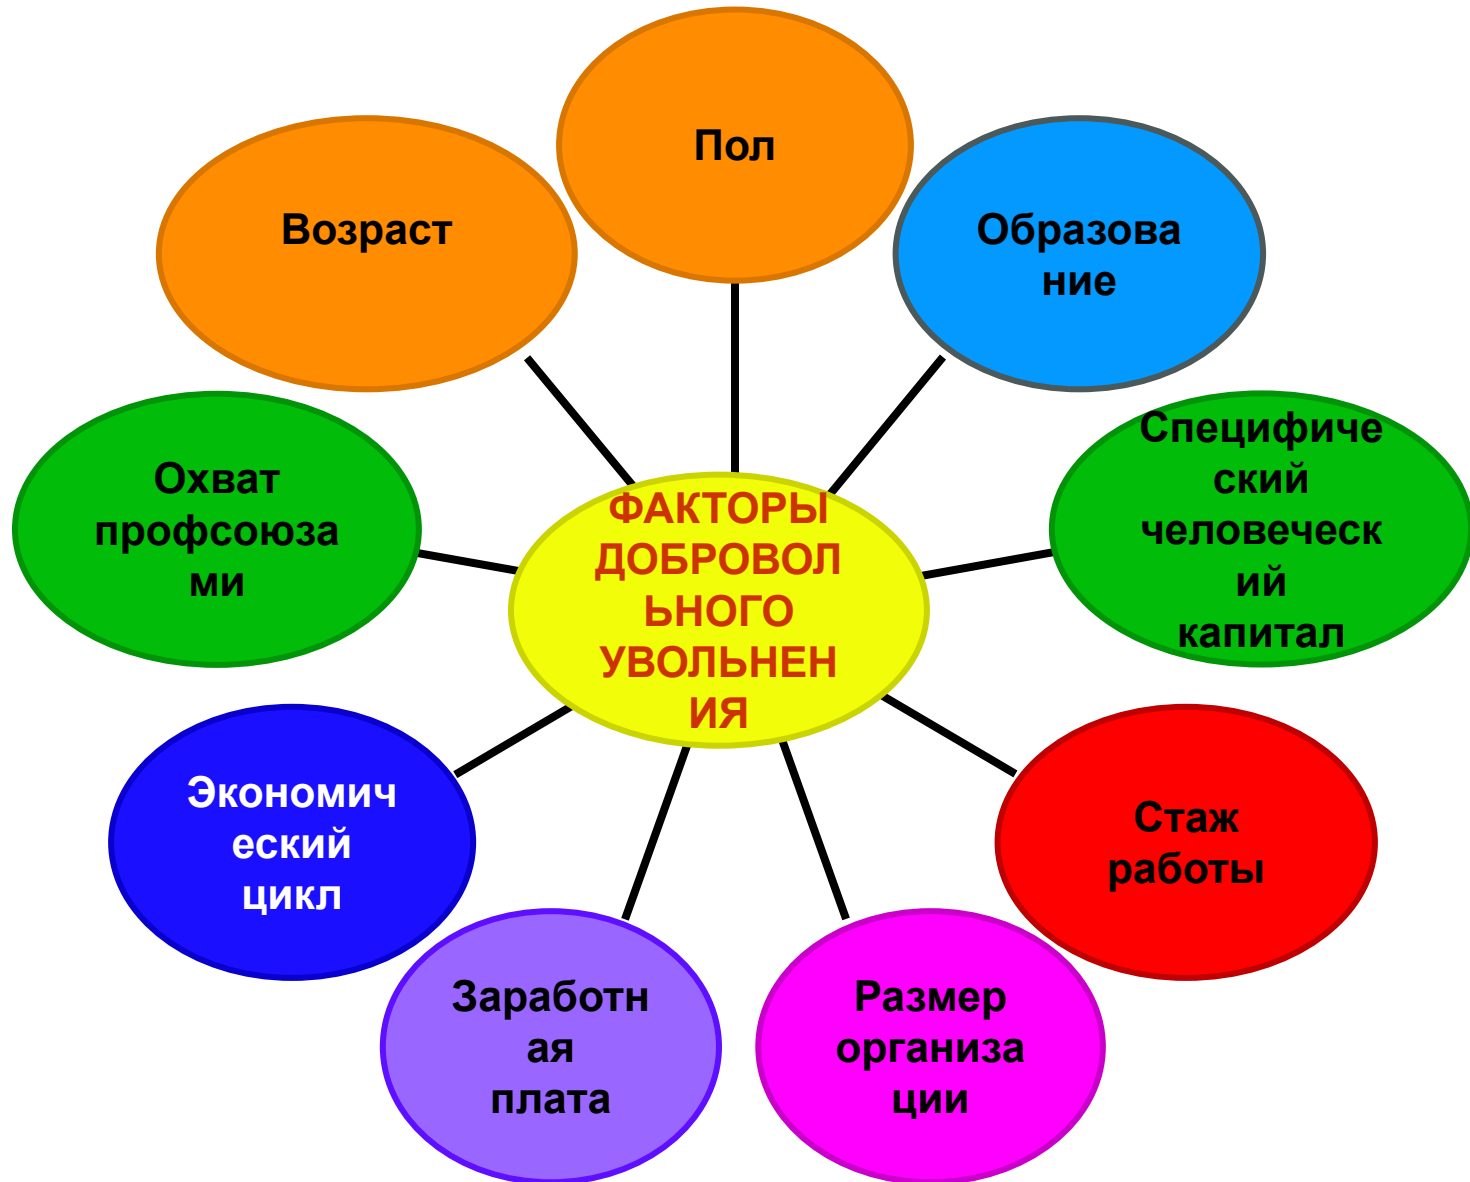 Пол
Возраст
Образова
ние
Охват
профсоюза
ми
Специфиче
ский
человеческ
ий
капитал
ФАКТОРЫ
ДОБРОВОЛ
ЬНОГО
УВОЛЬНЕН
ИЯ
Экономич
еский
цикл
Стаж
работы
Заработн
ая
плата
Размер
организа
ции